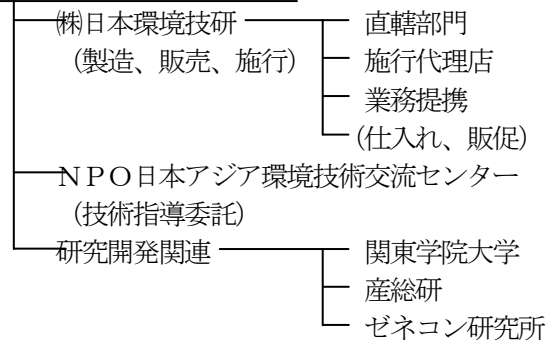 ㈱日本環境技研 直轄部門
(製造、販売、施行) 施行代理店
業務提携
(仕入れ、販促)
NPO日本アジア環境技術交流センター
(技術指導委託)
研究開発関連 関東学院大学
産総研
ゼネコン研究所